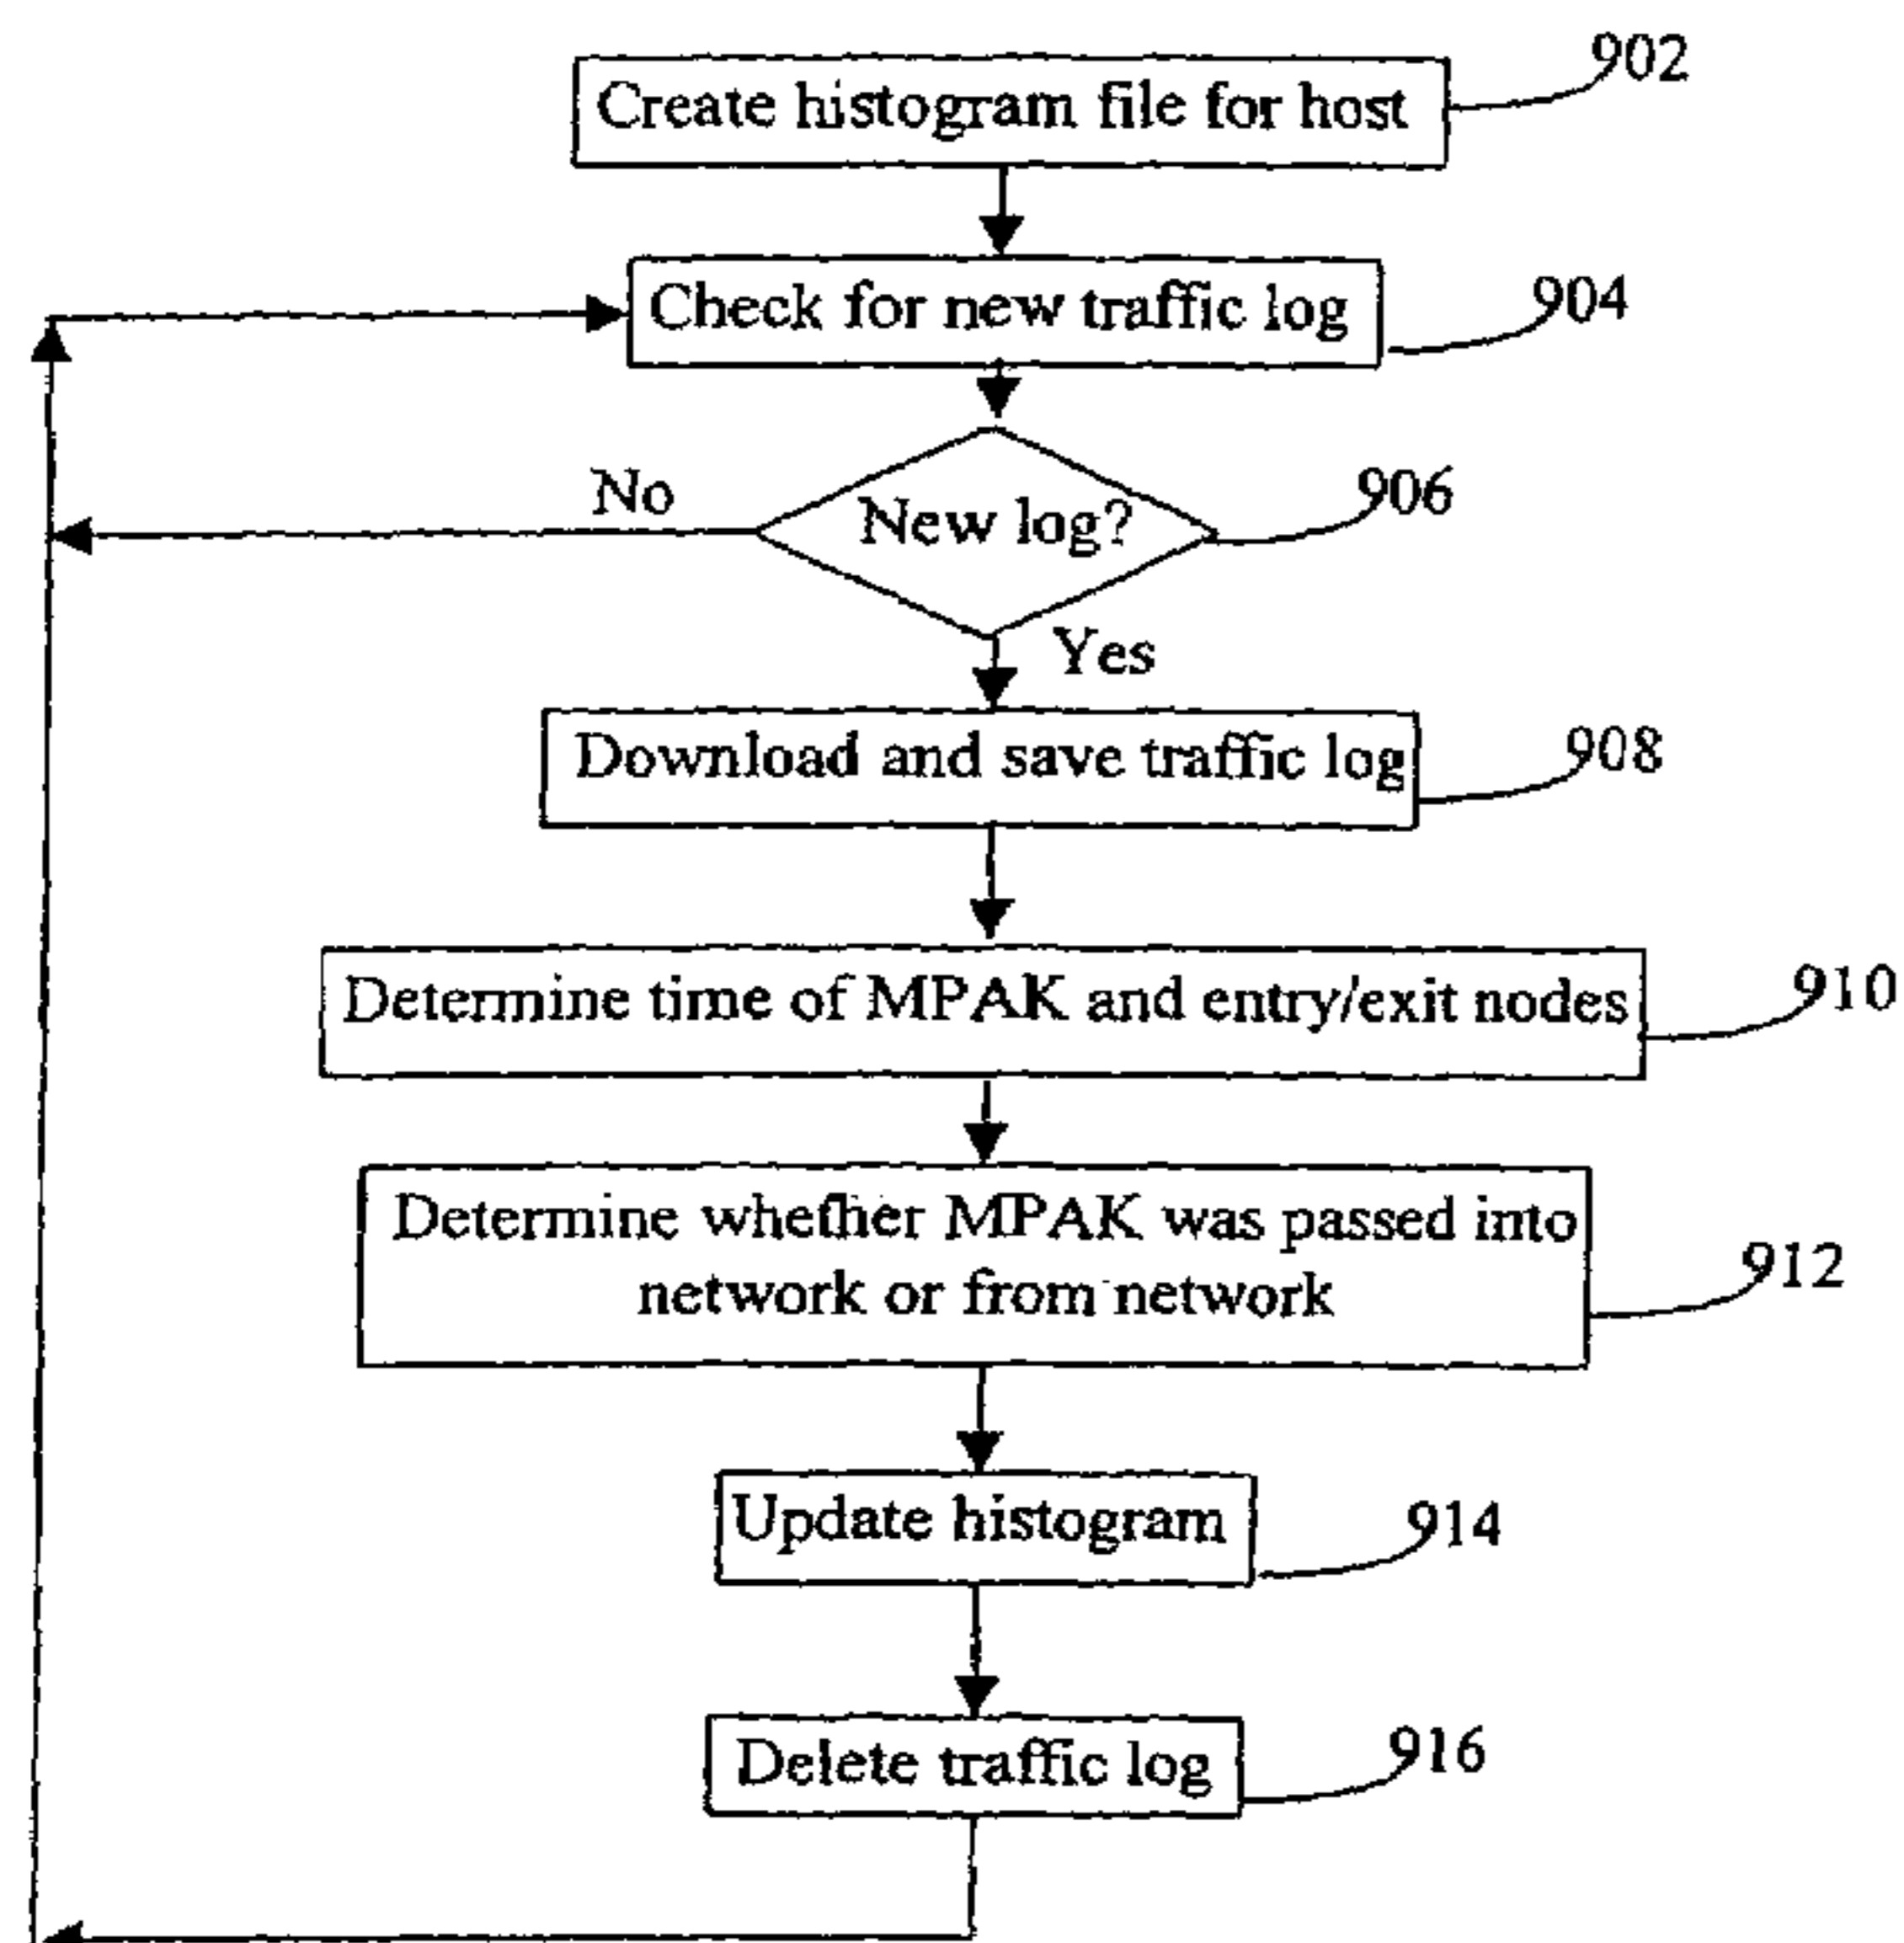 902
Create histogram file for host
904
Check for new traffic log
No
906
New log?
Yes
908
Download and save traffic log
910
Determine time of MPAK and entry/exit nodes
Determine whether MPAK was passed into
network or from network
912
Update histogram
914
Delete traffic log
916